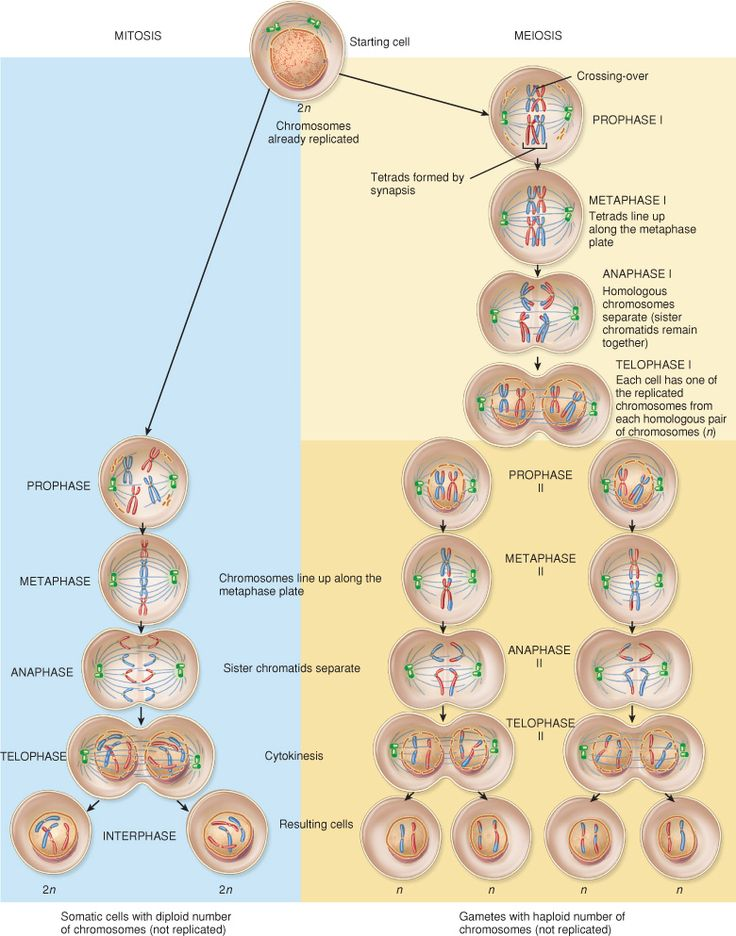 MITOSIS
Starting cell
MEIOSIS
2n
Chromosomes
already replicated
Crossing-over
PROPHASE I
Tetrads formed by
synapsis
METAPHASE I
Tetrads line up
along the metaphase
plate
ANAPHASE I
Homologous
chromosomes
separate (sister
chromatids remain
together)
TELOPHASE I
Each cell has one of
the replicated
chromosomes from
each homologous pair
of chromosomes (n)
PROPHASE
PROPHASE
II
METAPHASE
Chromosomes line up along the
metaphase plate
METAPHASE
II
ANAPHASE
Sister chromatids separate
ANAPHASE
II
TELOPHASE
Cytokinesis
TELOPHASE
II
INTERPHASE
Resulting cells
2n
2n
n
n
n
n
Somatic cells with diploid number
of chromosomes (not replicated)
Gametes with haploid number of
chromosomes (not replicated)